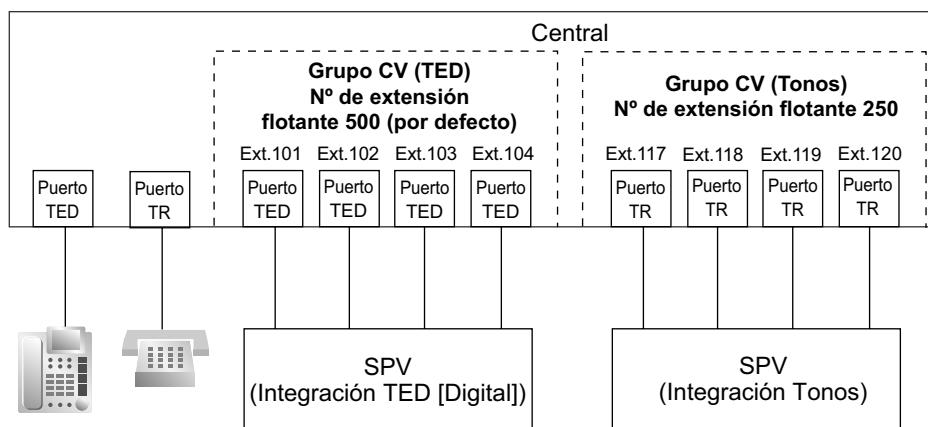 Central
Grupo CV (TED)
Nº de extensión
flotante 500 (por defecto)
Grupo CV (Tonos)
Nº de extensión flotante 250
Ext.101 Ext.102 Ext.103 Ext.104
Ext.117 Ext.118 Ext.119 Ext.120
Puerto
TED
Puerto
TR
Puerto
TED
Puerto
TED
Puerto
TED
Puerto
TED
Puerto
TR
Puerto
TR
Puerto
TR
Puerto
TR
SPV
(Integración TED [Digital])
SPV
(Integración Tonos)